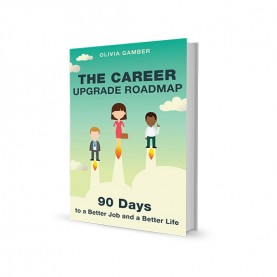 OLIVIA GAMBER
THE CAREER
UPGRADE ROADMAP
90 Days
to a Better Job and a Better Life